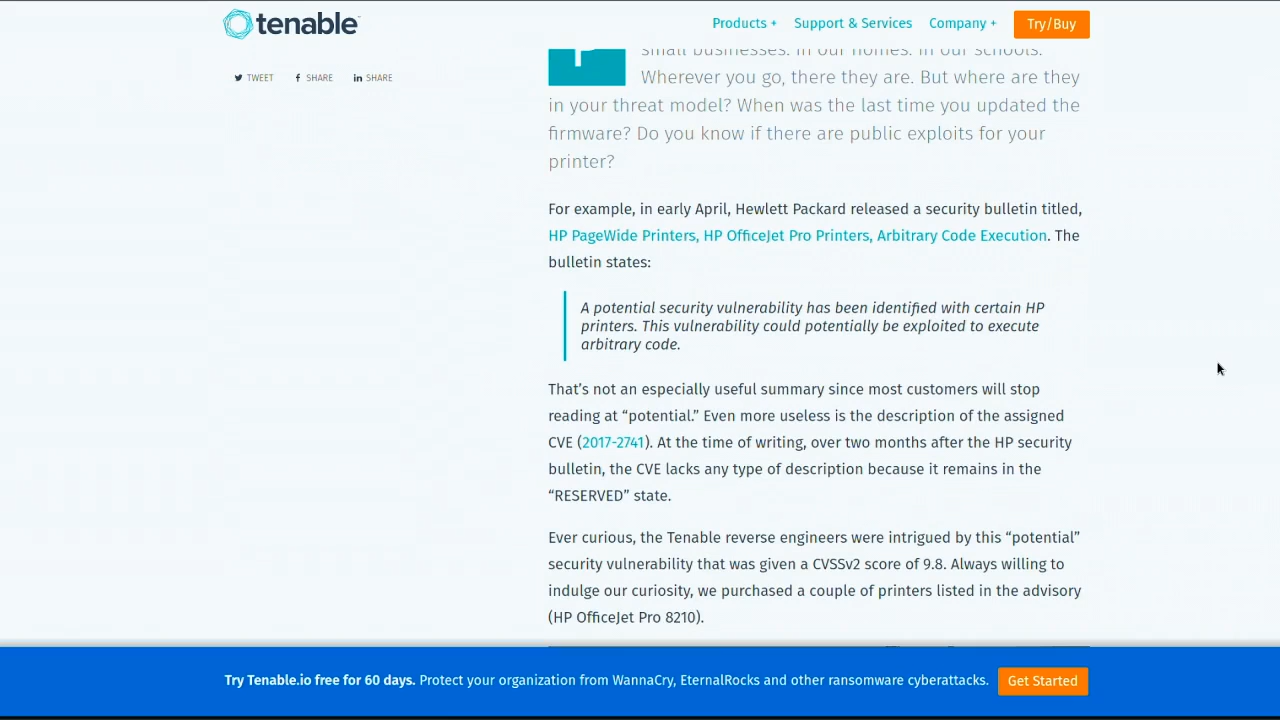 tenable
Products +
Support & Services
Company +
Try/Buy
TWEET
SHARE
SHARE
small businesses. In our homes. In our schools.
Wherever you go, there they are. But where are they
in your threat model? When was the last time you updated the
firmware? Do you know if there are public exploits for your
printer?
For example, in early April, Hewlett Packard released a security bulletin titled,
HP PageWide Printers, HP OfficeJet Pro Printers, Arbitrary Code Execution. The
bulletin states:
A potential security vulnerability has been identified with certain HP
printers. This vulnerability could potentially be exploited to execute
arbitrary code.
That’s not an especially useful summary since most customers will stop
reading at “potential.” Even more useless is the description of the assigned
CVE (2017-2741). At the time of writing, over two months after the HP security
bulletin, the CVE lacks any type of description because it remains in the
“RESERVED” state.
Ever curious, the Tenable reverse engineers were intrigued by this “potential”
security vulnerability that was given a CVSSv2 score of 9.8. Always willing to
indulge our curiosity, we purchased a couple of printers listed in the advisory
(HP OfficeJet Pro 8210).
Try Tenable.io free for 60 days. Protect your organization from WannaCry, EternalRocks and other ransomware cyberattacks.
Get Started